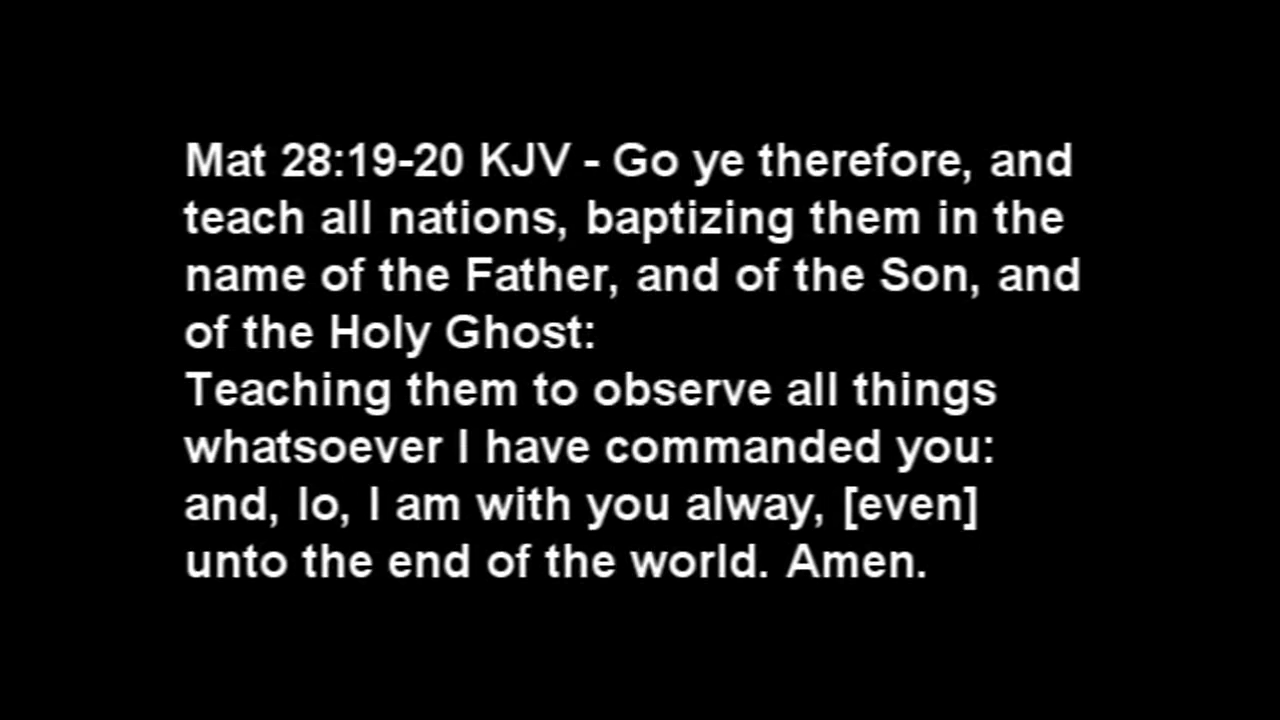 Mat 28:19-20 KJV - Go ye therefore, and
teach all nations, baptizing them in the
name of the Father, and of the Son, and
of the Holy Ghost:
Teaching them to observe all things
whatsoever I have commanded you:
and, lo, I am with you alway, [even]
unto the end of the world. Amen.